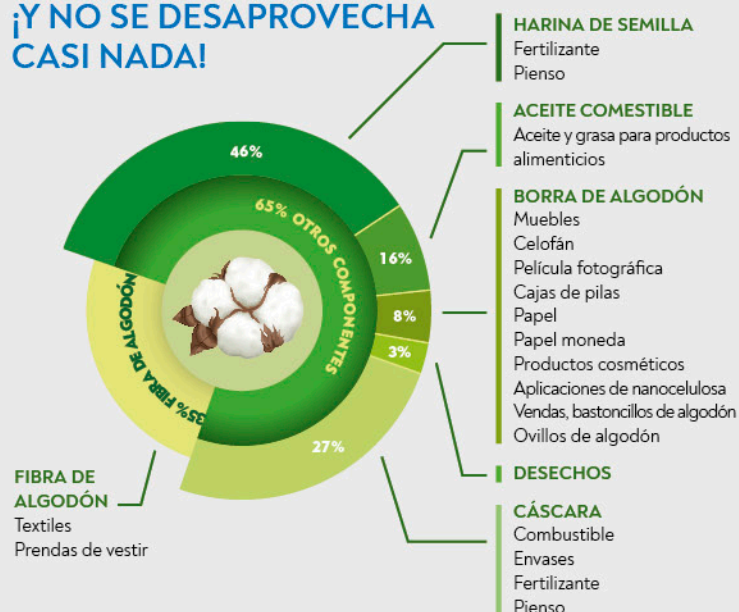 ¡Y NO SE DESAPROVECHA
CASI NADA!
46%
65% OTROS COMPONENTES
16%
8%
3%
27%
35% FIBRA DE ALGODÓN
FIBRA DE
ALGODÓN
Textiles
Prendas de vestir
HARINA DE SEMILLA
Fertilizante
Pienso
ACEITE COMESTIBLE
Aceite y grasa para productos
alimenticios
BORRA DE ALGODÓN
Muebles
Celofán
Película fotográfica
Cajas de pilas
Papel
Papel moneda
Productos cosméticos
Aplicaciones de nanocelulosa
Vendas, bastoncillos de algodón
Ovillos de algodón
DESECHOS
CÁSCARA
Combustible
Envases
Fertilizante
Pienso